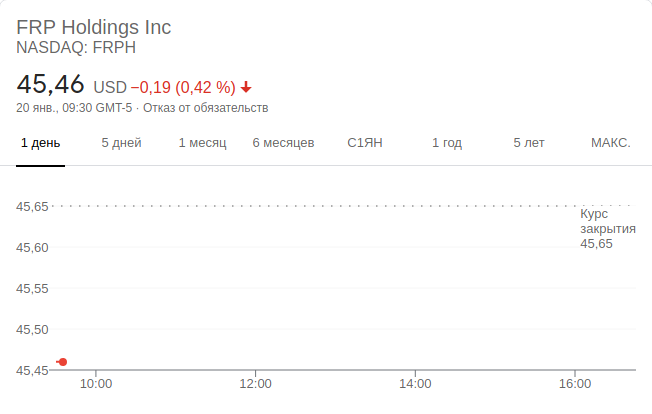 FRP Holdings Inc
NASDAQ: FRPH
45,46 USD −0,19 (0,42 %)
20 янв., 09:30 GMT-5 · Отказ от обязательств
1 день 5 дней 1 месяц 6 месяцев С1ЯН 1 год 5 лет МАКС.
45,65
Курс
закрытия
45,65
45,60
45,55
45,50
45,45
10:00 12:00 14:00 16:00